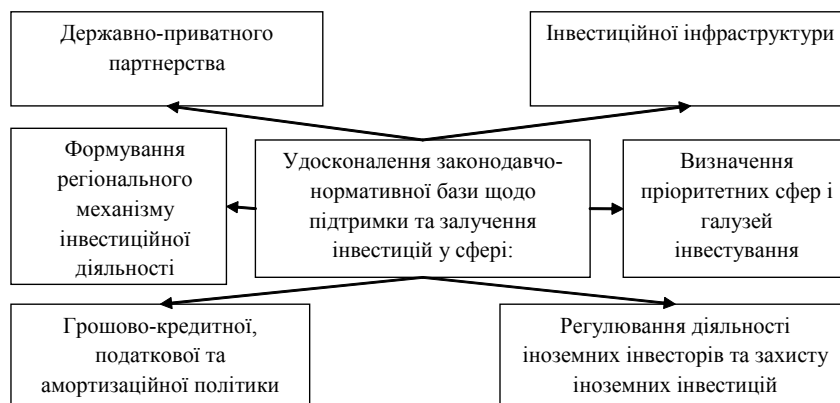 Державно-приватного
партнерства
Інвестиційної інфраструктури
Формування
регіонального
механізму
інвестиційної
діяльності
Удосконалення законодавчо-
нормативної бази щодо
підтримки та залучення
інвестицій у сфері:
Визначення
пріоритетних сфер і
галузей
інвестування
Грошово-кредитної,
податкової та
амортизаційної політики
Регулювання діяльності
іноземних інвесторів та захисту
іноземних інвестицій